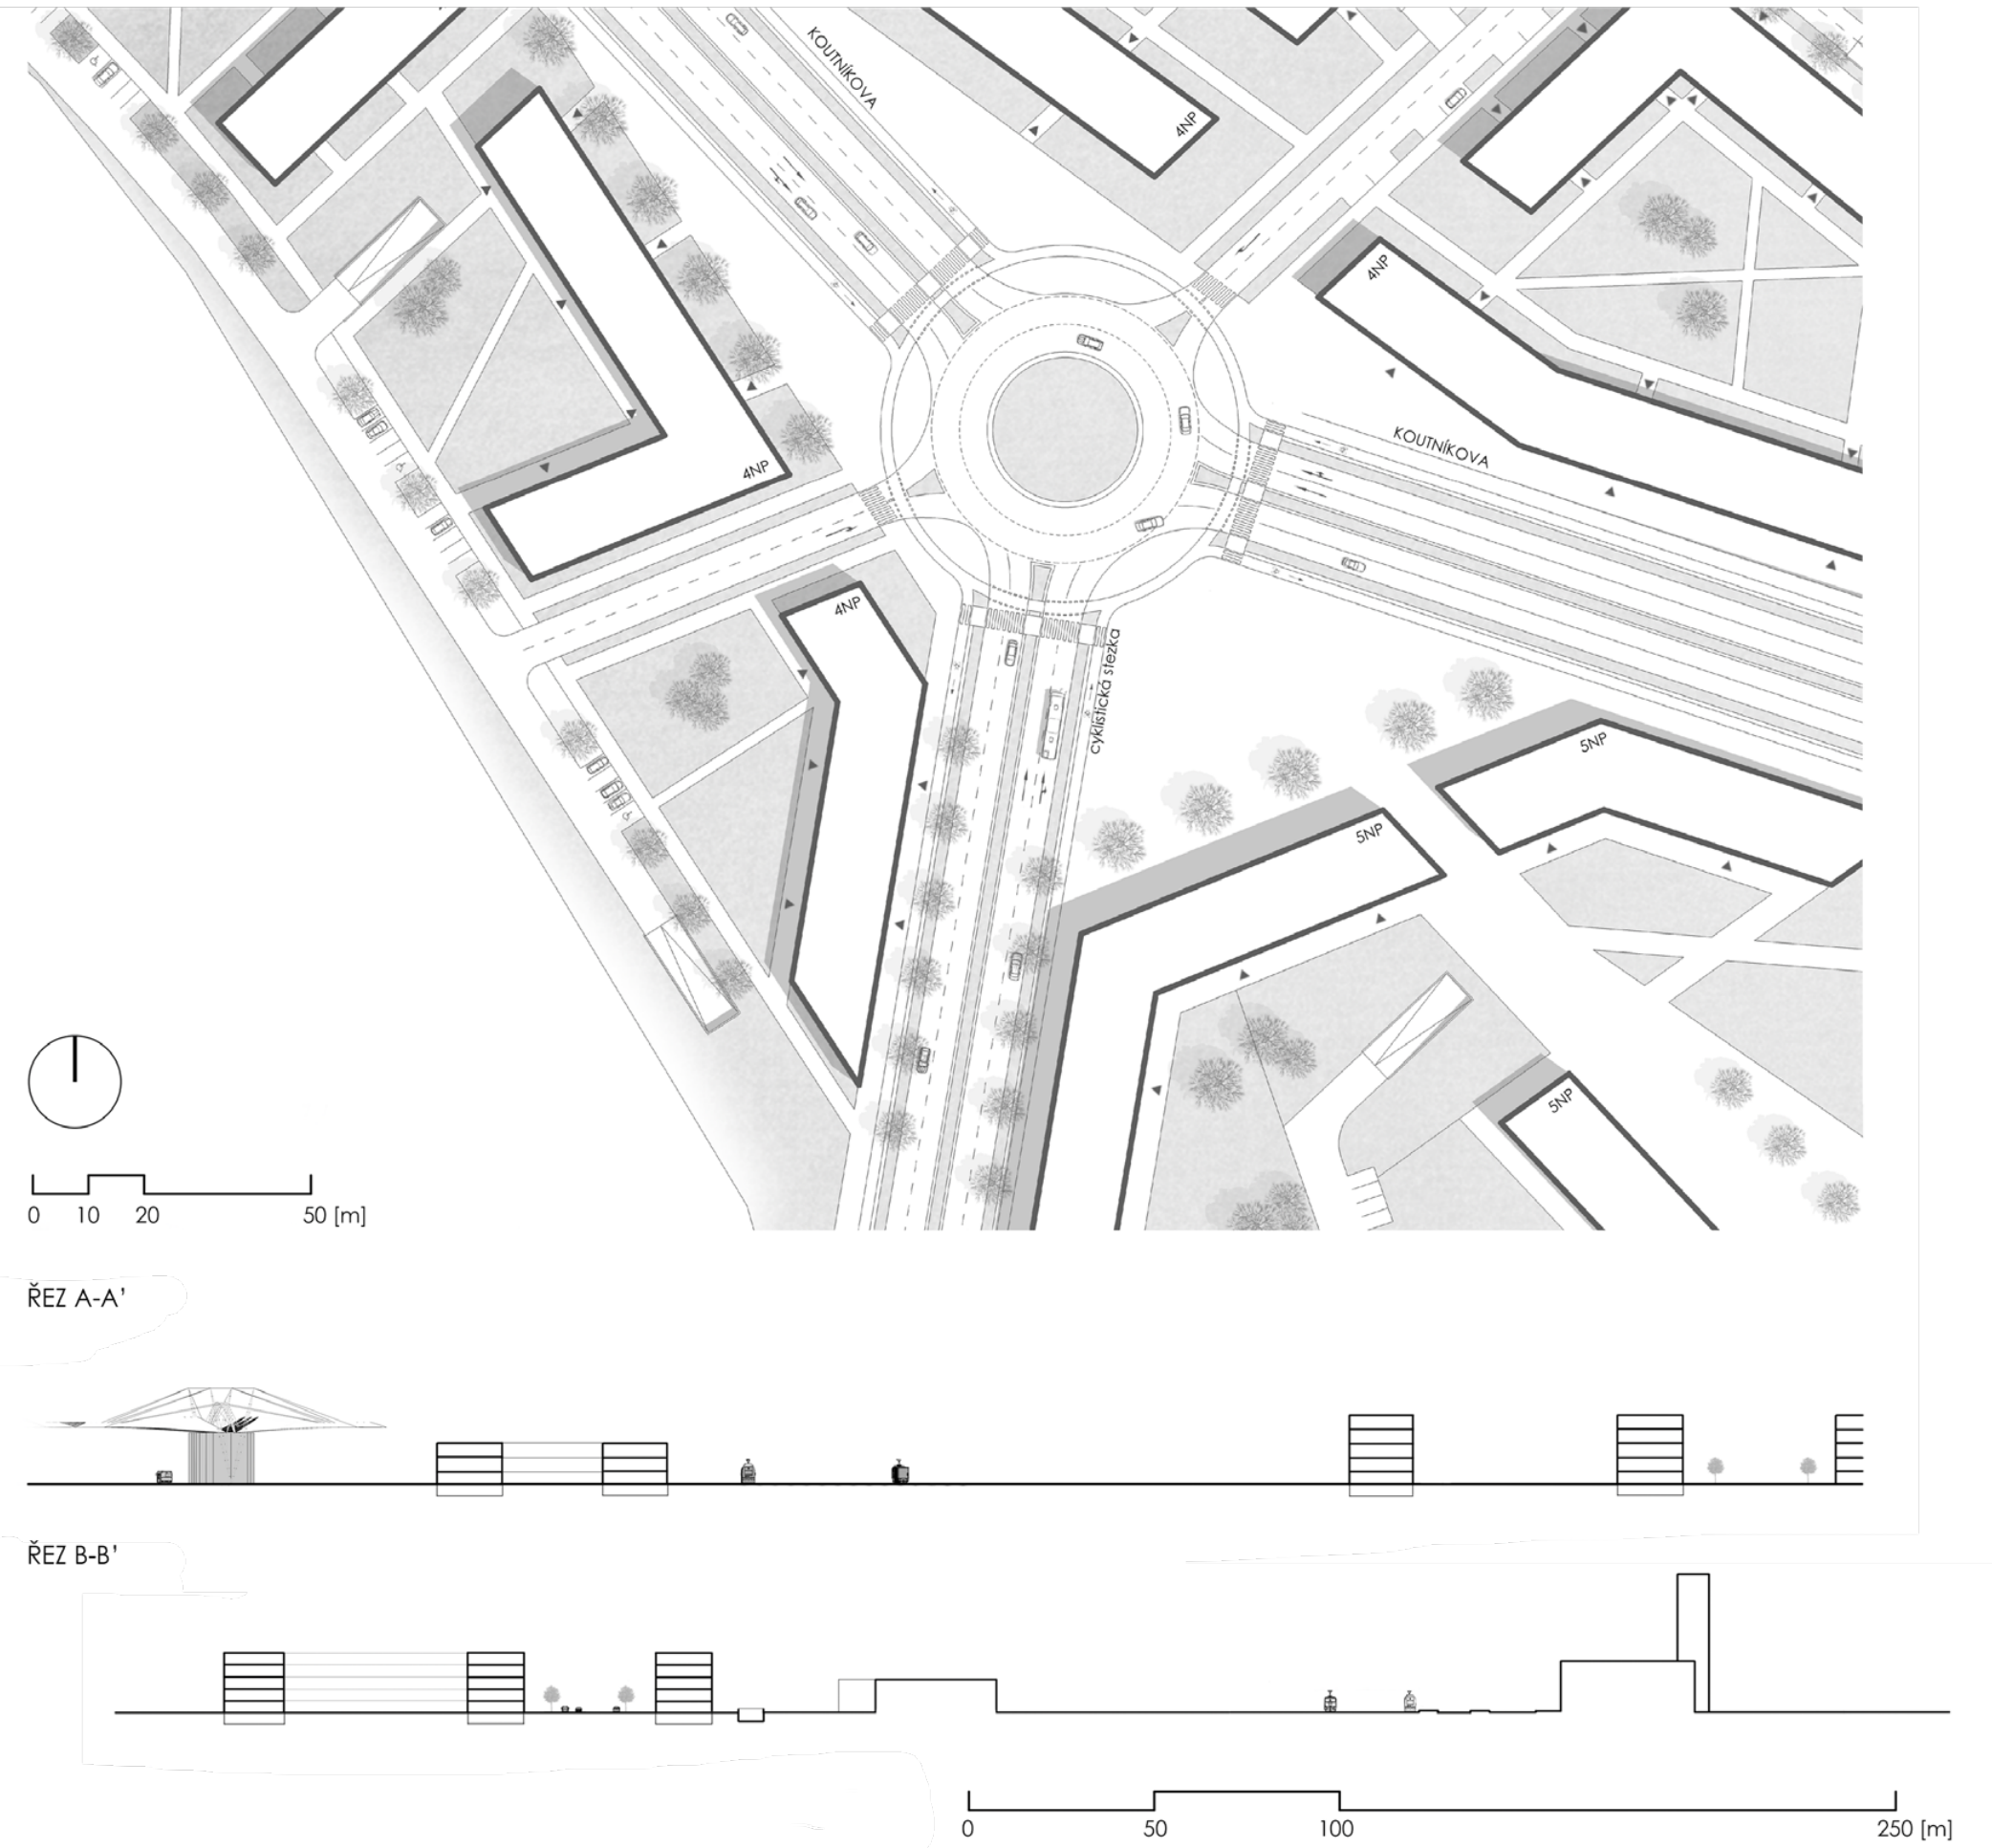 KOUTNÍKOVA
4NP
4NP
KOUTNÍKOVA
4NP
4NP
cyklistická stezka
5NP
5NP
5NP
0 10 20 50 [m]
ŘEZ A-A'
ŘEZ B-B'
0 50 100 250 [m]